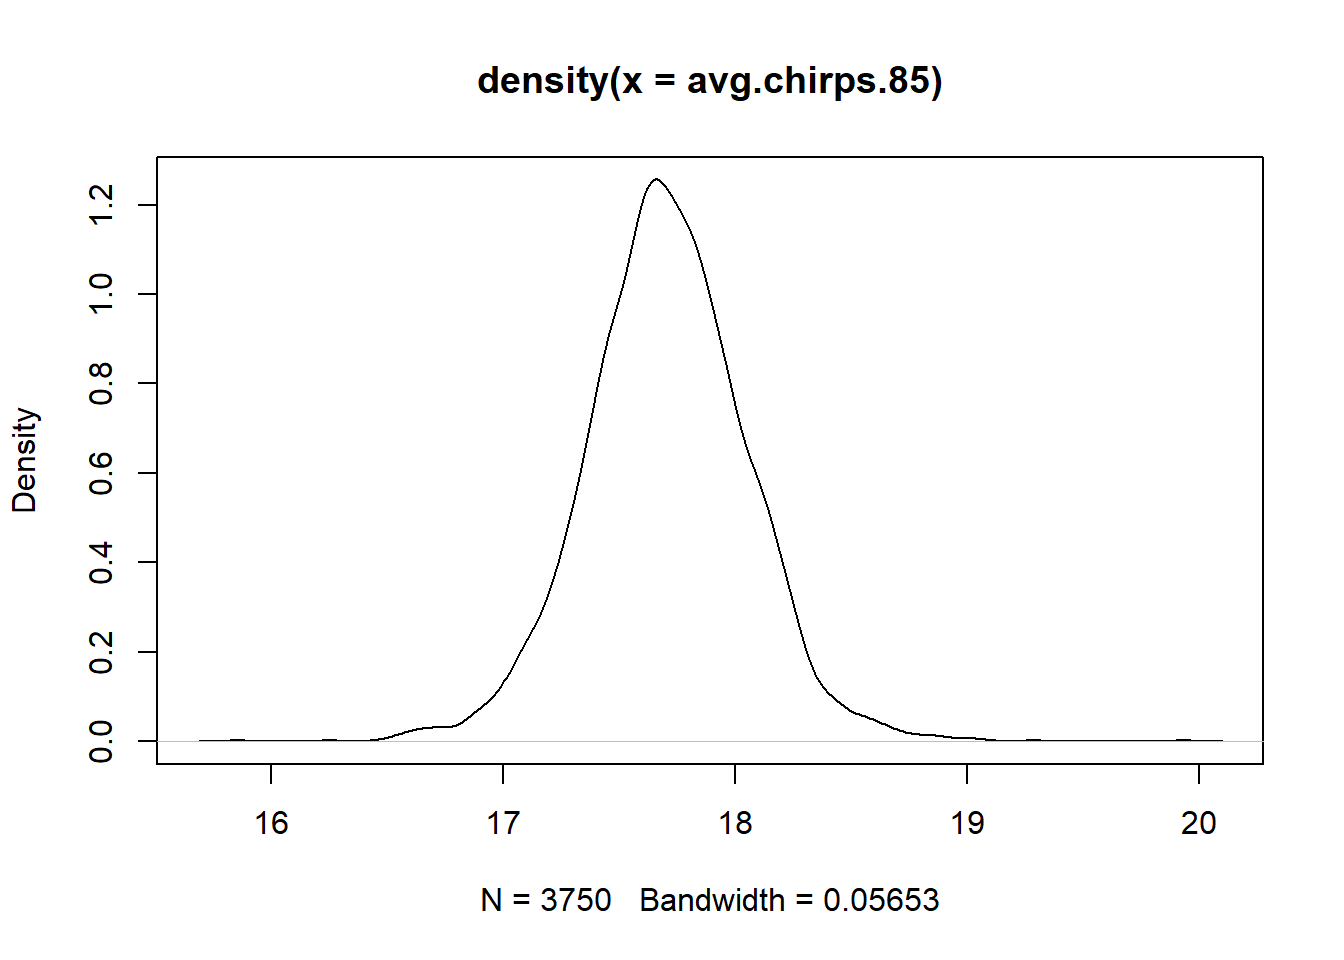 density(x = avg.chirps.85)
Density
1.2
1.0
0.8
0.6
0.4
0.2
0.0
16 17 18 19 20
N = 3750 Bandwidth = 0.05653